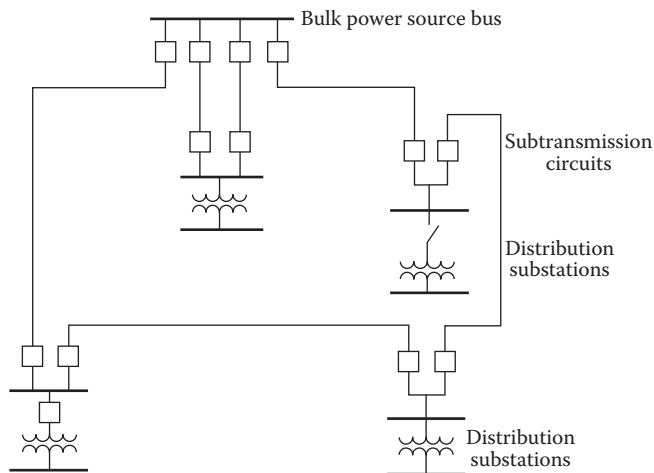 Bulk power source bus
Subtransmission
circuits
Distribution
substations
Distribution
substations